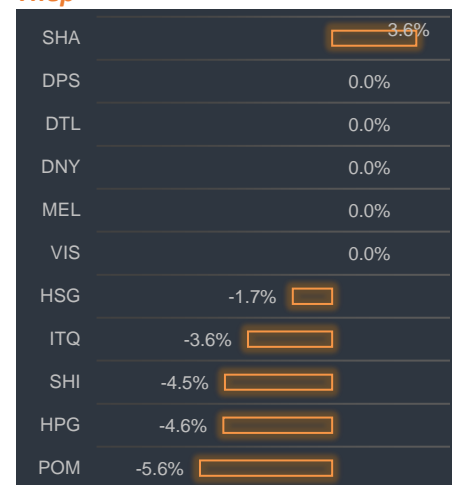 SHA 3.6%
DPS 0.0%
DTL 0.0%
DNY 0.0%
MEL 0.0%
VIS 0.0%
HSG -1.7%
ITQ -3.6%
SHI -4.5%
HPG -4.6%
POM -5.6%